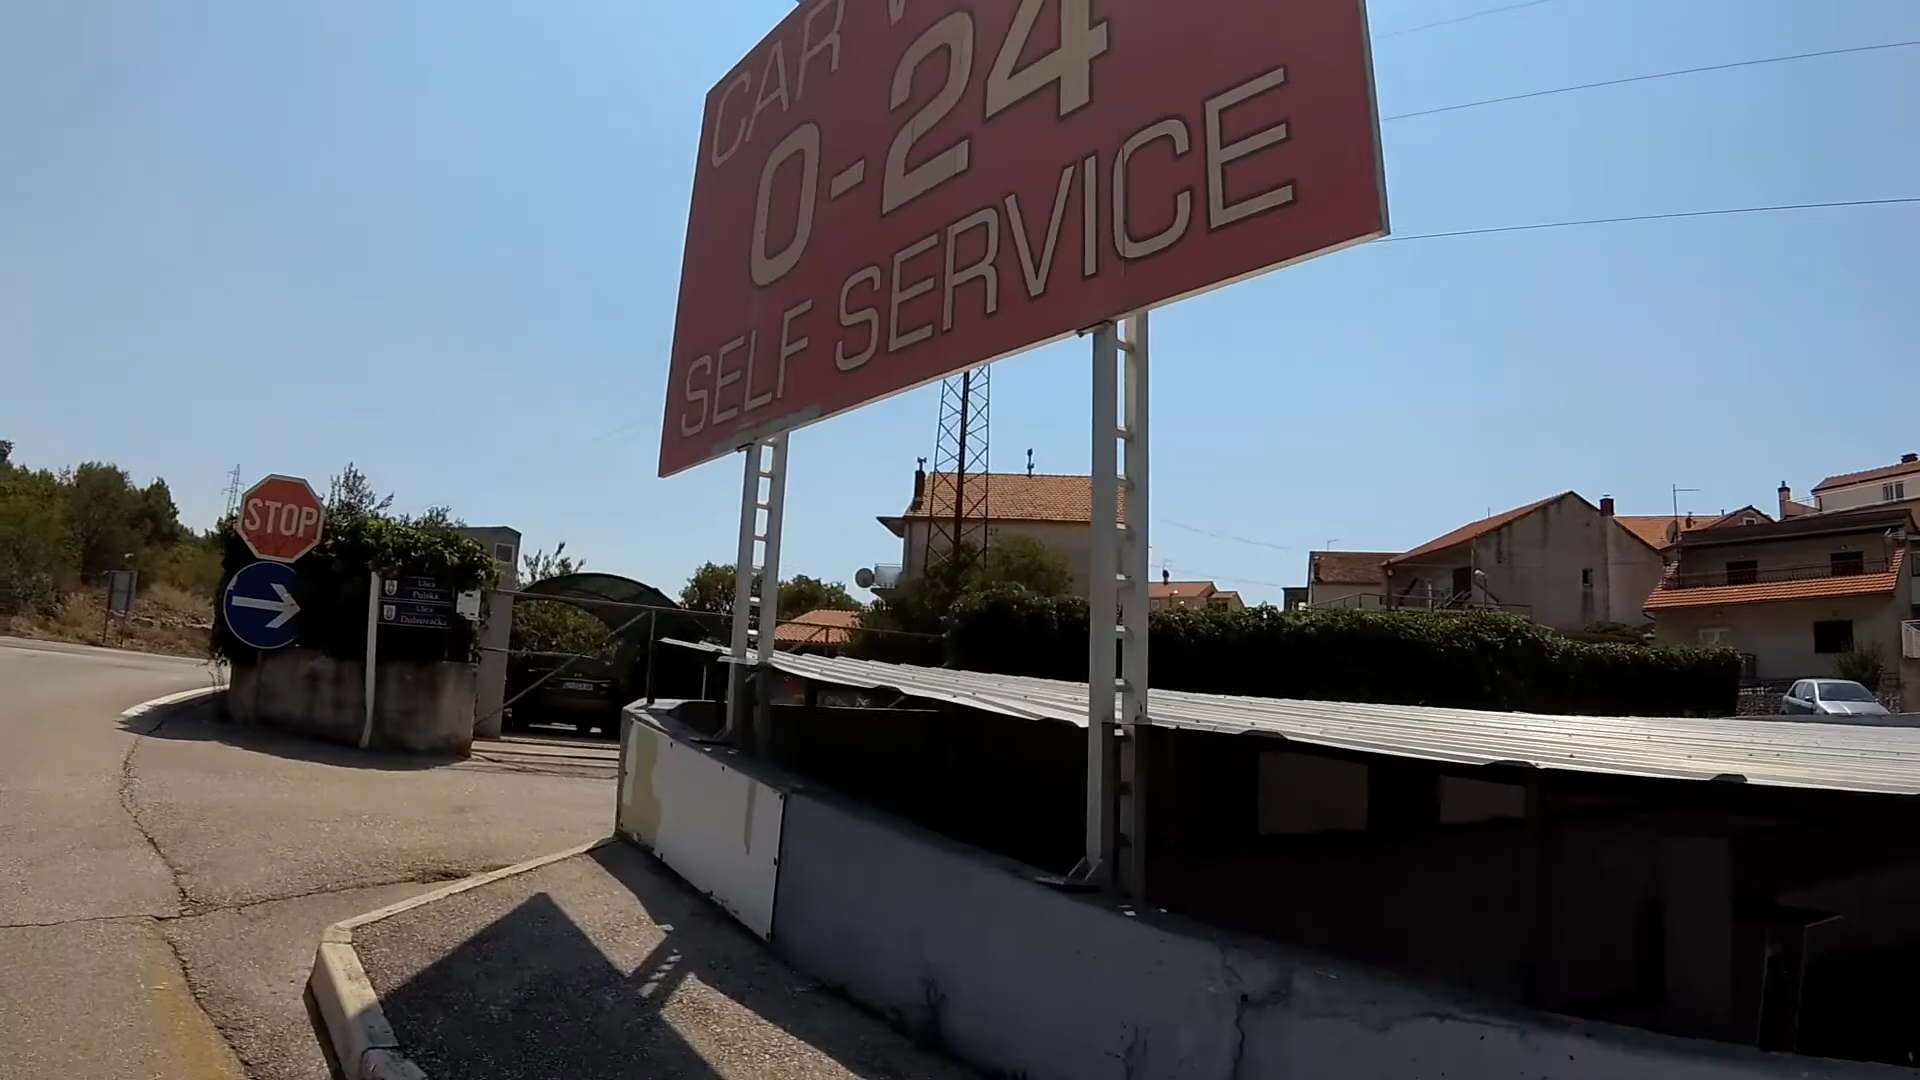 CAR
0-24
SELF SERVICE
STOP
Ulica
Pulska
Ulica
Dubrovačka